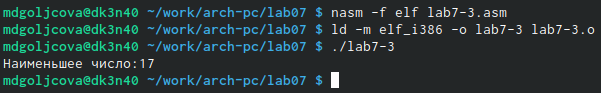 mdgoljcova@dk3n40 ~/work/arch-pc/lab07 $ nasm -f elf lab7-3.asm
mdgoljcova@dk3n40 ~/work/arch-pc/lab07 $ ld -m elf_i386 -o lab7-3 lab7-3.o
mdgoljcova@dk3n40 ~/work/arch-pc/lab07 $ ./lab7-3
Наименьшее число:17
mdgoljcova@dk3n40 ~/work/arch-pc/lab07 $